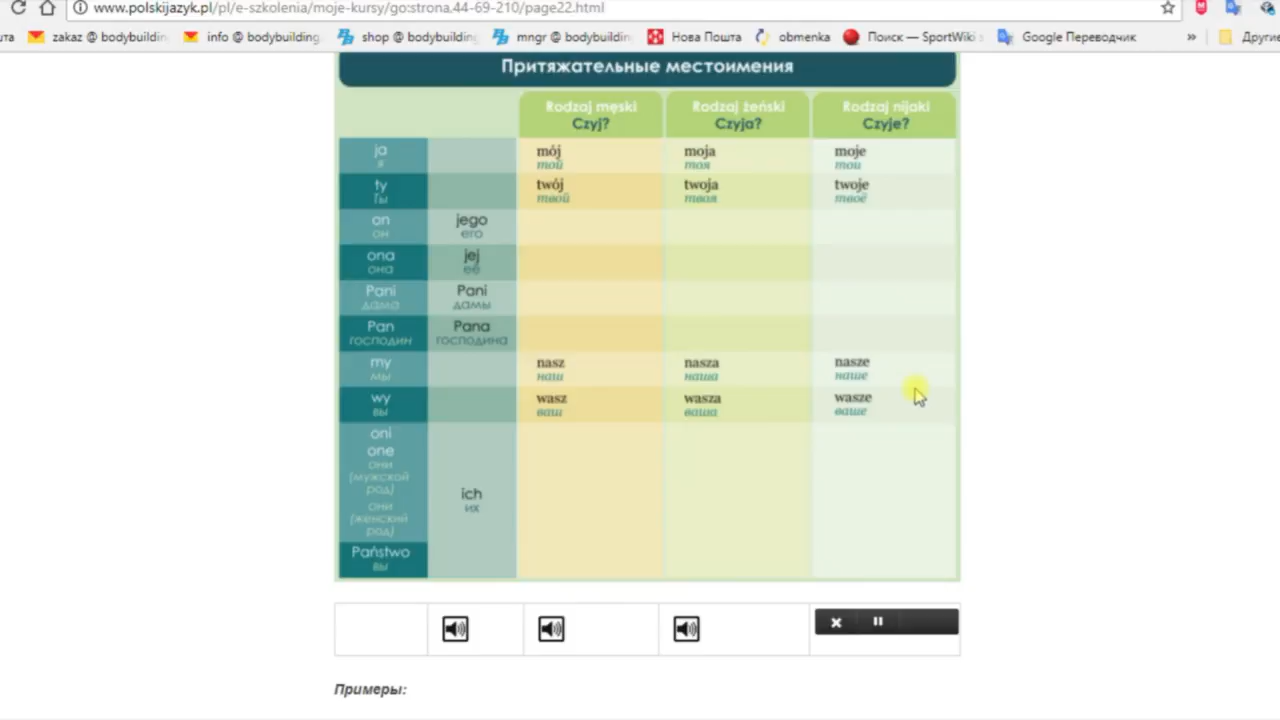 www.polskijazyk.pl/pl/e-szkolenia/moje-kursy/go:strona,44-69-210/page22.html
zakaz @ bodybuilding info @ bodybuilding. shop @ bodybuildin mngr @ bodybuildin Нова Пошта obmenka Поиск — SportWiki Google Переводчик » Другие
Притяжательные местоимения
Rodzaj męski Rodzaj żeński Rodzaj nijaki
Czyj? Czyja? Czyje?
ja mój moja moje
я мой моя мои
ty twój twoja twoje
Ты твой твоя твоё
on jego
он его
ona jej
она её
Pani Pani
дама дамы
Pan Pana
господин господина
my nasz nasza nasze
мы наш наша наше
wy wasz wasza wasze
вы ваш ваша ваше
oni
one
они
(мужской
род)
ich
они их
(женский
род)
Państwo
вы
Примеры: